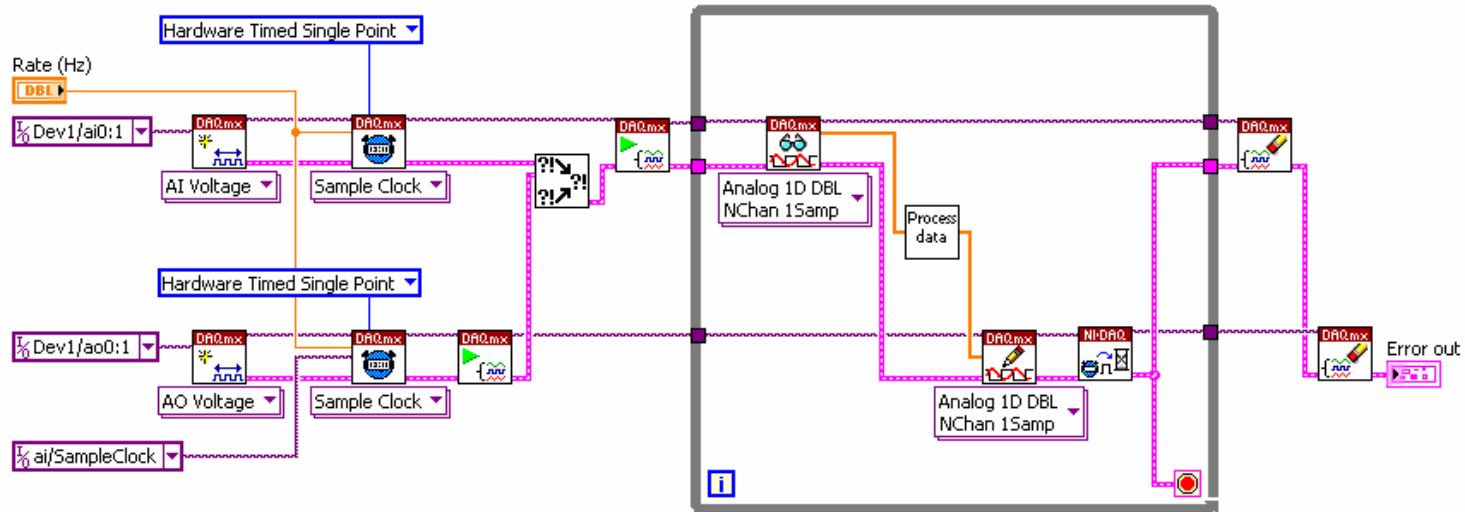 Hardware Timed Single Point
Rate (Hz)
DBL
Dev1/ai0:1
DAQmx
DAQmx
DAQmx
DAQmx
DAQmx
AI Voltage
Sample Clock
?!
?!
?!
Analog 1D DBL
NChan 1Samp
Process
data
Hardware Timed Single Point
Dev1/ao0:1
DAQmx
DAQmx
DAQmx
DAQmx
NI-DAQ
DAQmx
Error out
AO Voltage
Sample Clock
Analog 1D DBL
NChan 1Samp
ai/SampleClock
i